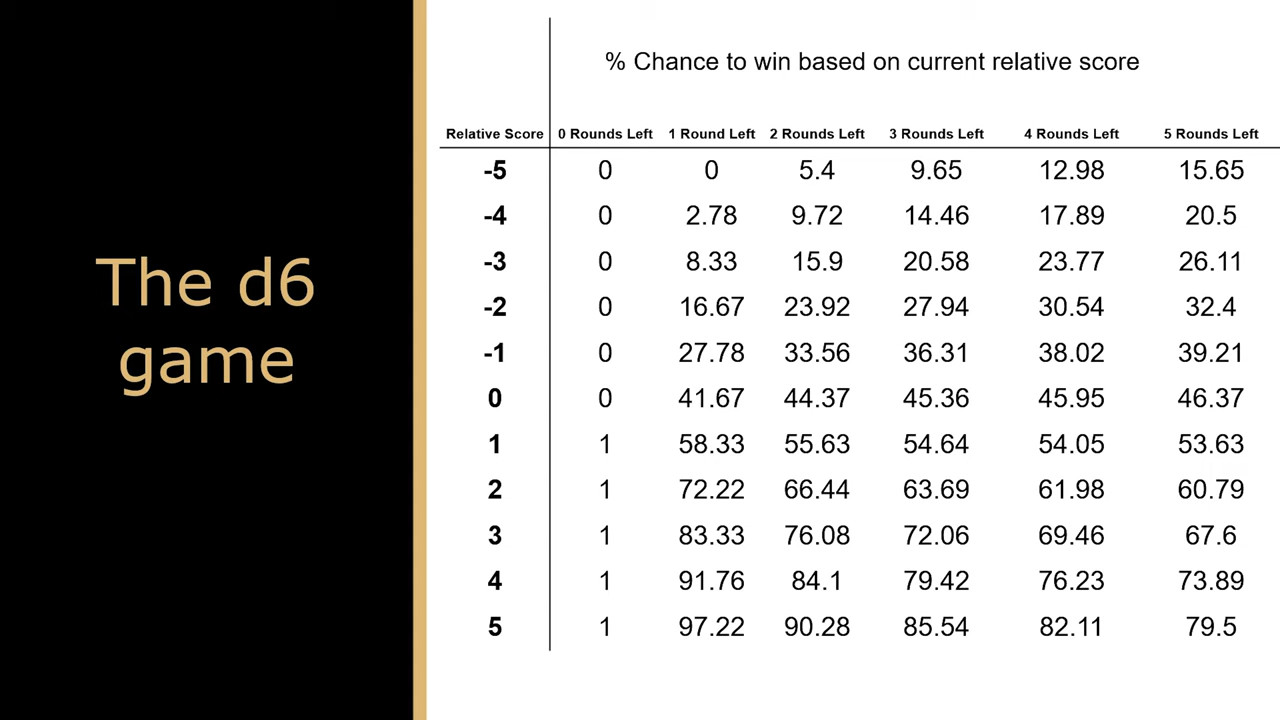 The d6
game
% Chance to win based on current relative score
Relative Score 0 Rounds Left 1 Round Left 2 Rounds Left 3 Rounds Left 4 Rounds Left 5 Rounds Left
-5 0 0 5.4 9.65 12.98 15.65
-4 0 2.78 9.72 14.46 17.89 20.5
-3 0 8.33 15.9 20.58 23.77 26.11
-2 0 16.67 23.92 27.94 30.54 32.4
-1 0 27.78 33.56 36.31 38.02 39.21
0 0 41.67 44.37 45.36 45.95 46.37
1 1 58.33 55.63 54.64 54.05 53.63
2 1 72.22 66.44 63.69 61.98 60.79
3 1 83.33 76.08 72.06 69.46 67.6
4 1 91.76 84.1 79.42 76.23 73.89
5 1 97.22 90.28 85.54 82.11 79.5